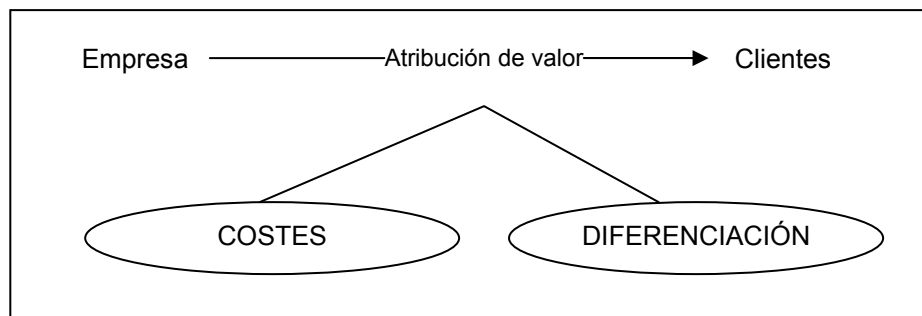 Empresa Atribución de valor Clientes
COSTES DIFERENCIACIÓN